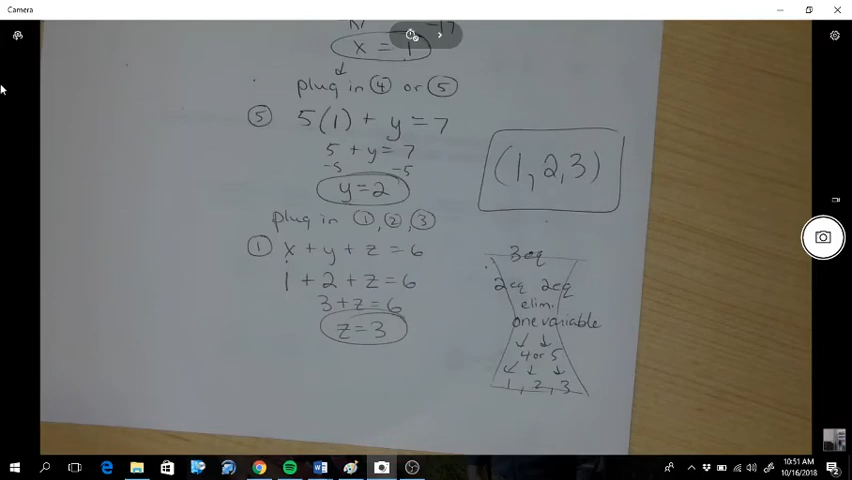 Camera
-17
x = 1
plug in ④ or ⑤
⑤ 5(1) + y = 7
5 + y = 7
-5 -5
y = 2
(1, 2, 3)
plug in ①, ②, ③
① x + y + z = 6
1 + 2 + z = 6
3 + z = 6
z = 3
3eq
2eq 2eq
elim.
one variable
4 or 5
1, 2, 3
10:51 AM
10/16/2018